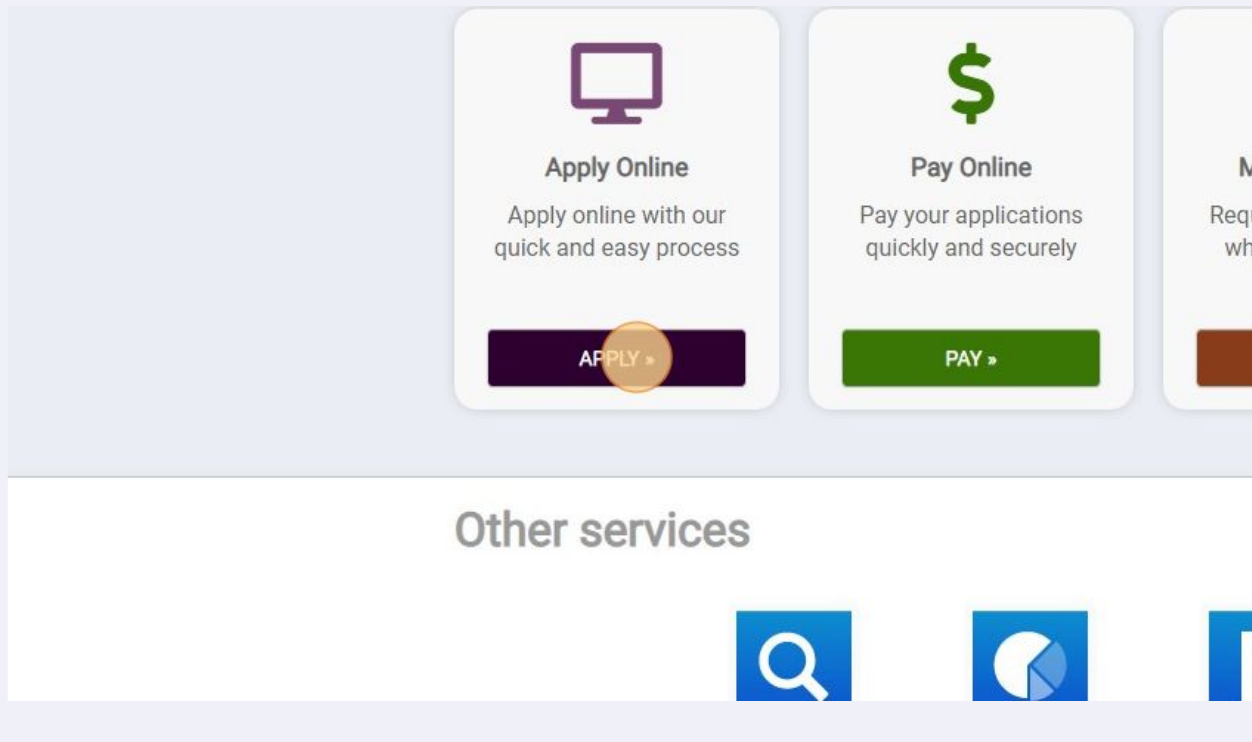 Apply Online
Apply online with our
quick and easy process
APPLY »
Pay Online
Pay your applications
quickly and securely
PAY »
Other services